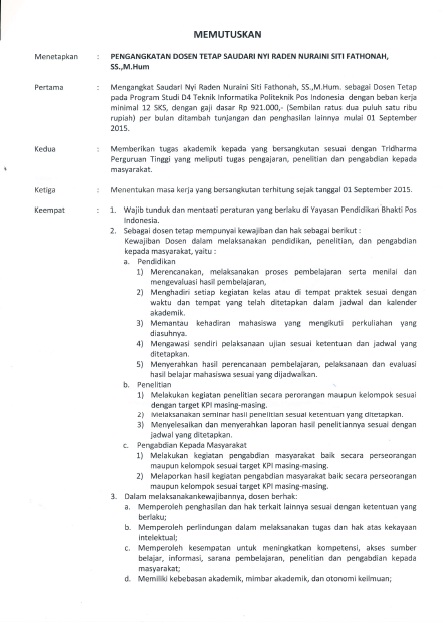 MEMUTUSKAN
Menetapkan : PENGANGKATAN DOSEN TETAP SAUDARI NYI RADEN NURAINI SITI FATHONAH,
SS.,M.Hum
Pertama : Mengangkat Saudari Nyi Raden Nuraini Siti Fathonah, SS.,M.Hum. sebagai Dosen Tetap
pada Program Studi D4 Teknik Informatika Politeknik Pos Indonesia dengan beban kerja
minimal 12 SKS, dengan gaji dasar Rp 921.000,- (Sembilan ratus dua puluh satu ribu
rupiah) per bulan ditambah tunjangan dan penghasilan lainnya mulai 01 September
2015.
Kedua : Memberikan tugas akademik kepada yang bersangkutan sesuai dengan Tridharma
Perguruan Tinggi yang meliputi tugas pengajaran, penelitian dan pengabdian kepada
masyarakat.
Ketiga : Menentukan masa kerja yang bersangkutan terhitung sejak tanggal 01 September 2015.
Keempat : 1. Wajib tunduk dan mentaati peraturan yang berlaku di Yayasan Pendidikan Bhakti Pos
Indonesia.
2. Sebagai dosen tetap mempunyai kewajiban dan hak sebagai berikut :
Kewajiban Dosen dalam melaksanakan pendidikan, penelitian, dan pengabdian
kepada masyarakat, yaitu :
a. Pendidikan
1) Merencanakan, melaksanakan proses pembelajaran serta menilai dan
mengevaluasi hasil pembelajaran,
2) Menghadiri setiap kegiatan kelas atau di tempat praktek sesuai dengan
waktu dan tempat yang telah ditetapkan dalam jadwal dan kalender
akademik.
3) Memantau kehadiran mahasiswa yang mengikuti perkuliahan yang
diasuhnya.
4) Mengawasi sendiri pelaksanaan ujian sesuai ketentuan dan jadwal yang
ditetapkan.
5) Menyerahkan hasil perencanaan pembelajaran, pelaksanaan dan evaluasi
hasil belajar mahasiswa sesuai yang dijadwalkan.
b. Penelitian
1) Melakukan kegiatan penelitian secara perorangan maupun kelompok sesuai
dengan target KPI masing-masing.
2) Melaksanakan seminar hasil penelitian sesuai ketentuan yang ditetapkan.
3) Menyelesaikan dan menyerahkan laporan hasil penelitiannya sesuai dengan
jadwal yang ditetapkan.
c. Pengabdian Kepada Masyarakat
1) Melakukan kegiatan pengabdian masyarakat baik secara perseorangan
maupun kelompok sesuai target KPI masing-masing.
2) Melaporkan hasil kegiatan pengabdian masyarakat baik secara perseorangan
maupun kelompok sesuai target KPI masing-masing.
3. Dalam melaksanakankewajibannya, dosen berhak:
a. Memperoleh penghasilan dan hak terkait lainnya sesuai dengan ketentuan yang
berlaku;
b. Memperoleh perlindungan dalam melaksanakan tugas dan hak atas kekayaan
intelektual;
c. Memperoleh kesempatan untuk meningkatkan kompetensi, akses sumber
belajar, informasi, sarana pembelajaran, penelitian dan pengabdian kepada
masyarakat;
d. Memiliki kebebasan akademik, mimbar akademik, dan otonomi keilmuan;